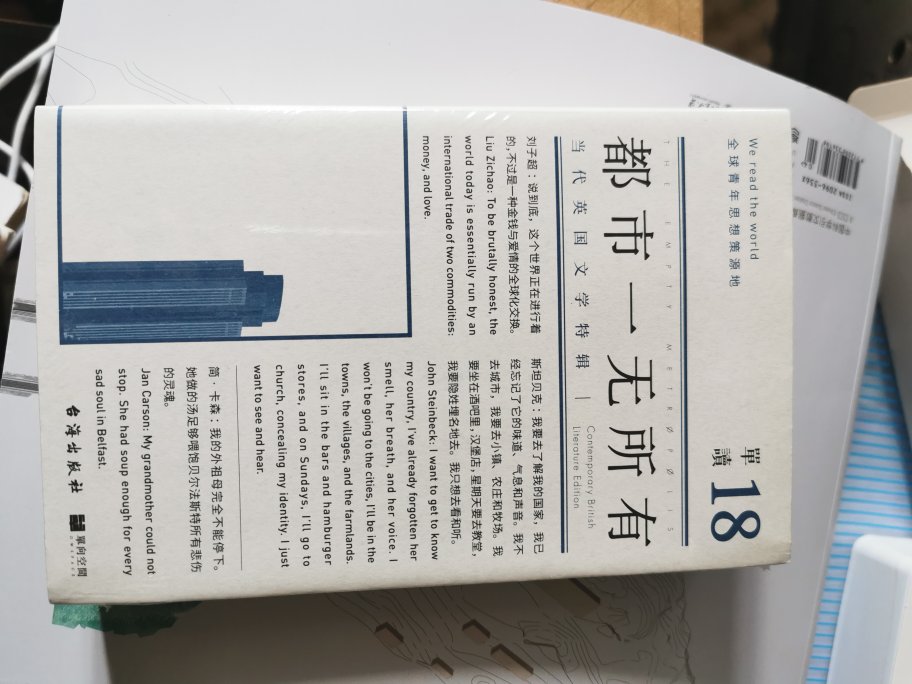 We read the world
全球青年思想策源地
單讀
18
THE EMPTY METRØPØLIS
都市一无所有
当代英国文学特辑 |
Contemporary British
Literature Edition
刘子超：说到底，这个世界正在进行着
的，不过是一种金钱与爱情的全球化交换。
Liu Zichao: To be brutally honest, the
world today is essentially run by an
international trade of two commodities:
money, and love.
斯坦贝克：我要去了解我的国家，我已
经忘记了它的味道、气息和声音。我不
去城市，我要去小镇、农庄和牧场。我
要坐在酒吧里，汉堡店，星期天要去教堂，
我要隐姓埋名地去。我只想去看和听。
John Steinbeck: I want to get to know
my country, I've already forgotten her
smell, her breath, and her voice. I
won't be going to the cities, I'll be in the
towns, the villages, and the farmlands.
I'll sit in the bars and hamburger
stores, and on Sundays, I'll go to
church, concealing my identity. I just
want to see and hear.
简·卡森：我的外祖母完全不能停下。
她做的汤足够喂饱贝尔法斯特所有悲伤
的灵魂。
Jan Carson: My grandmother could not
stop. She had soup enough for every
sad soul in Belfast.
台海出版社
單向空間
OWSPACE